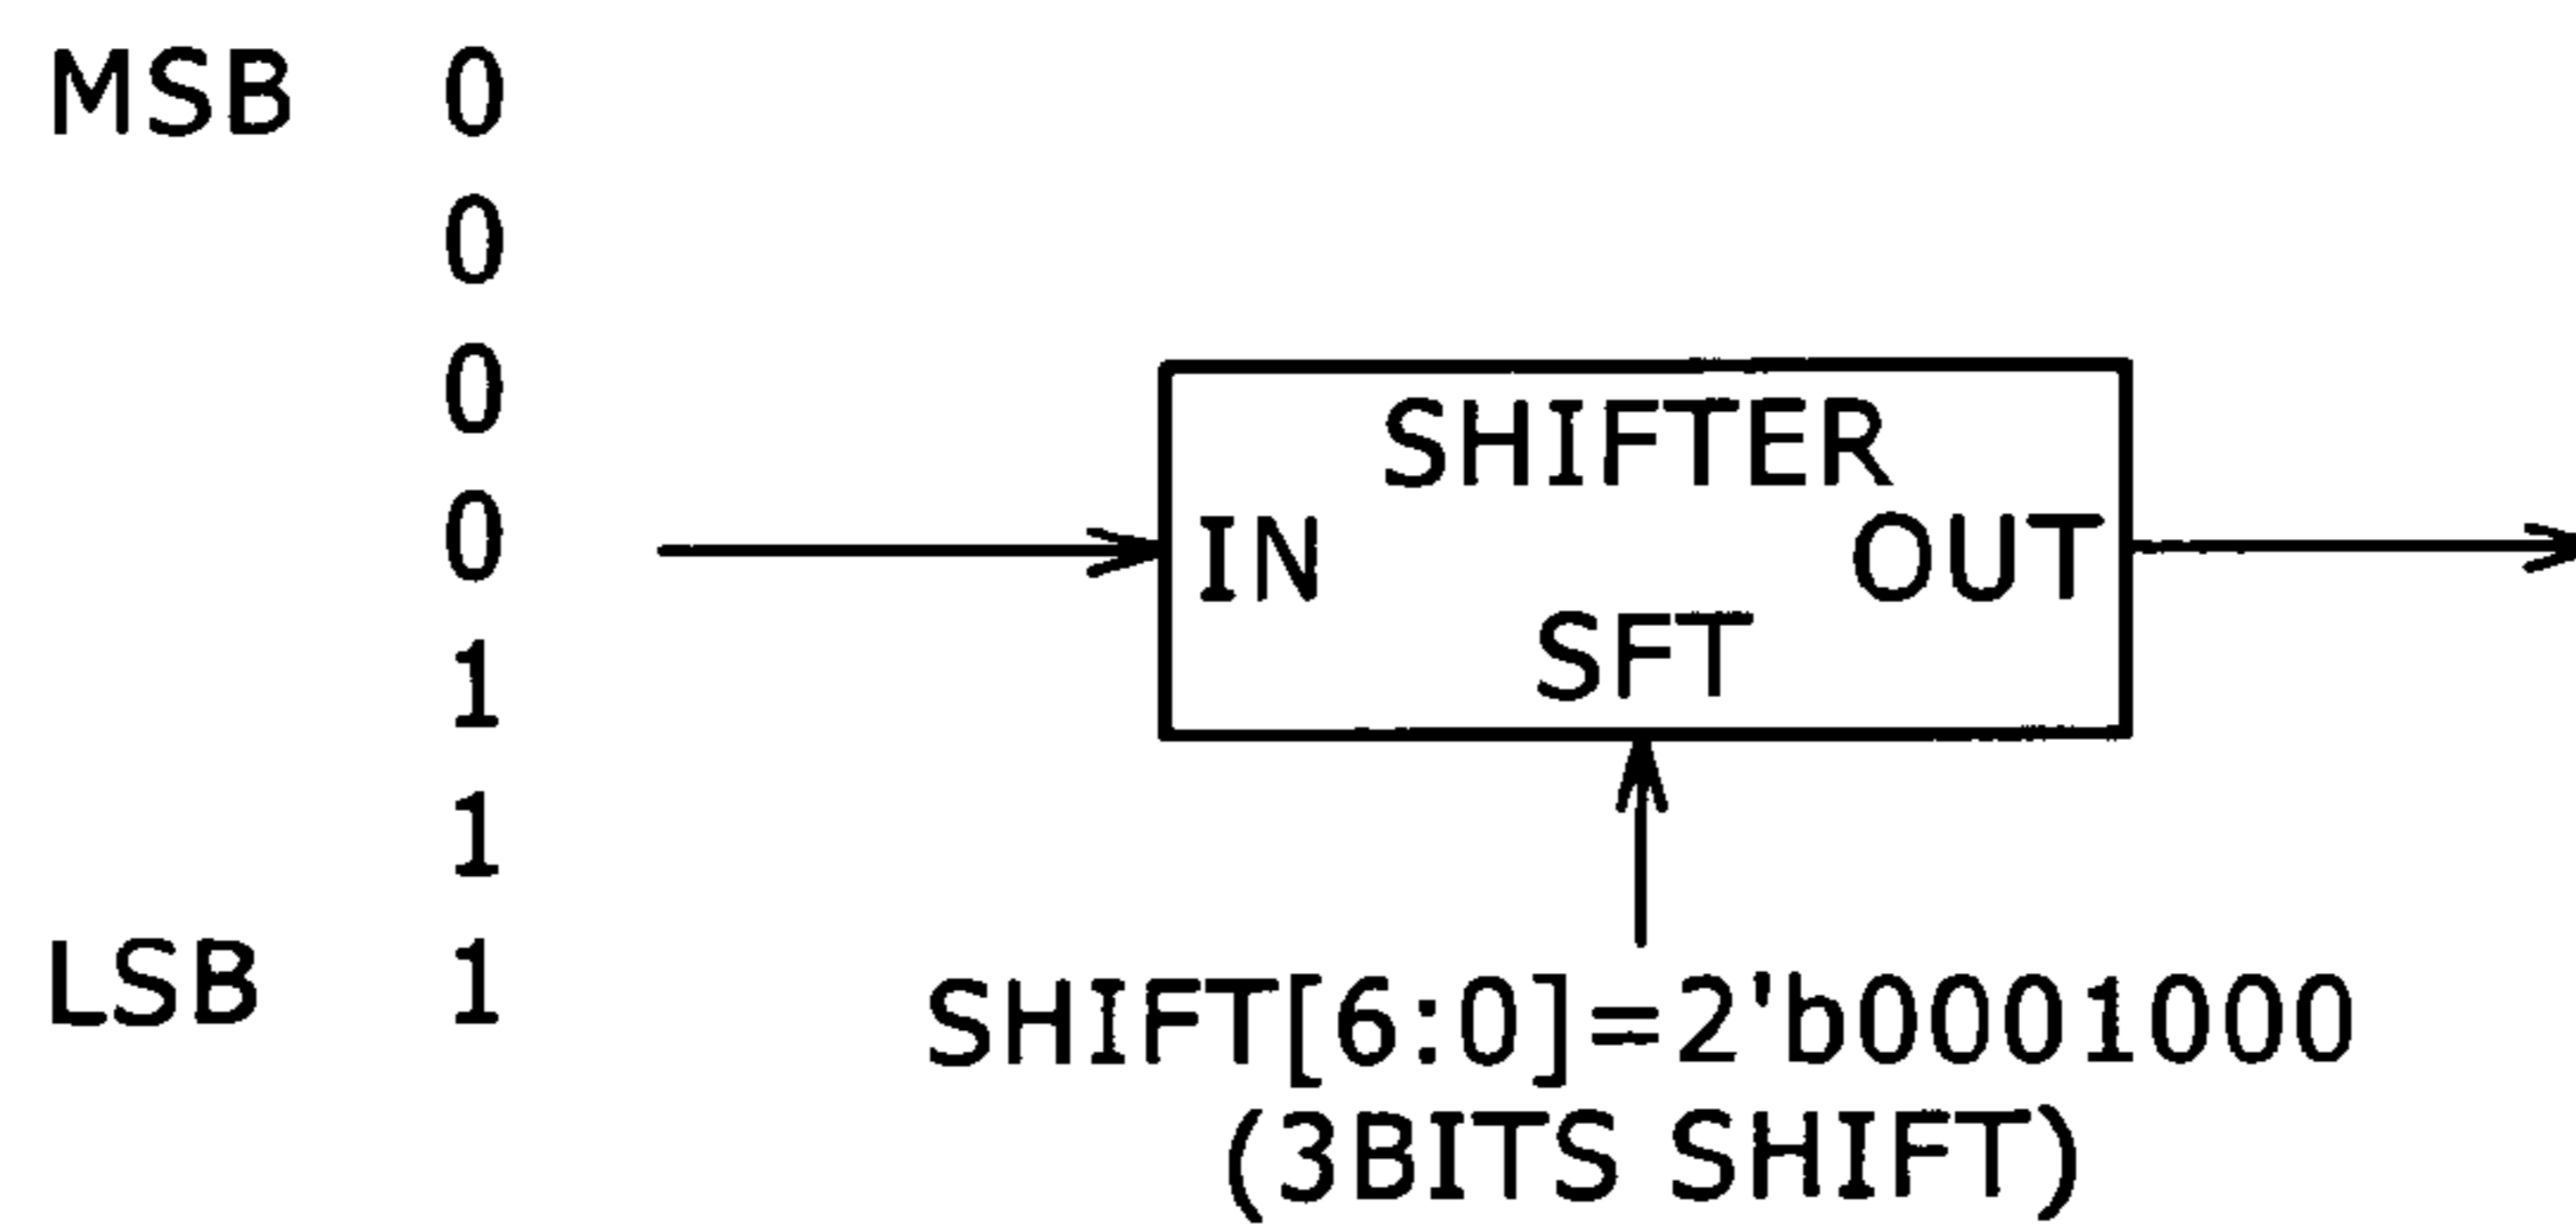 MSB 0
0
0
0
1
1
LSB 1
SHIFTER
IN OUT
SFT
SHIFT[6:0]=2'b0001000
(3BITS SHIFT)